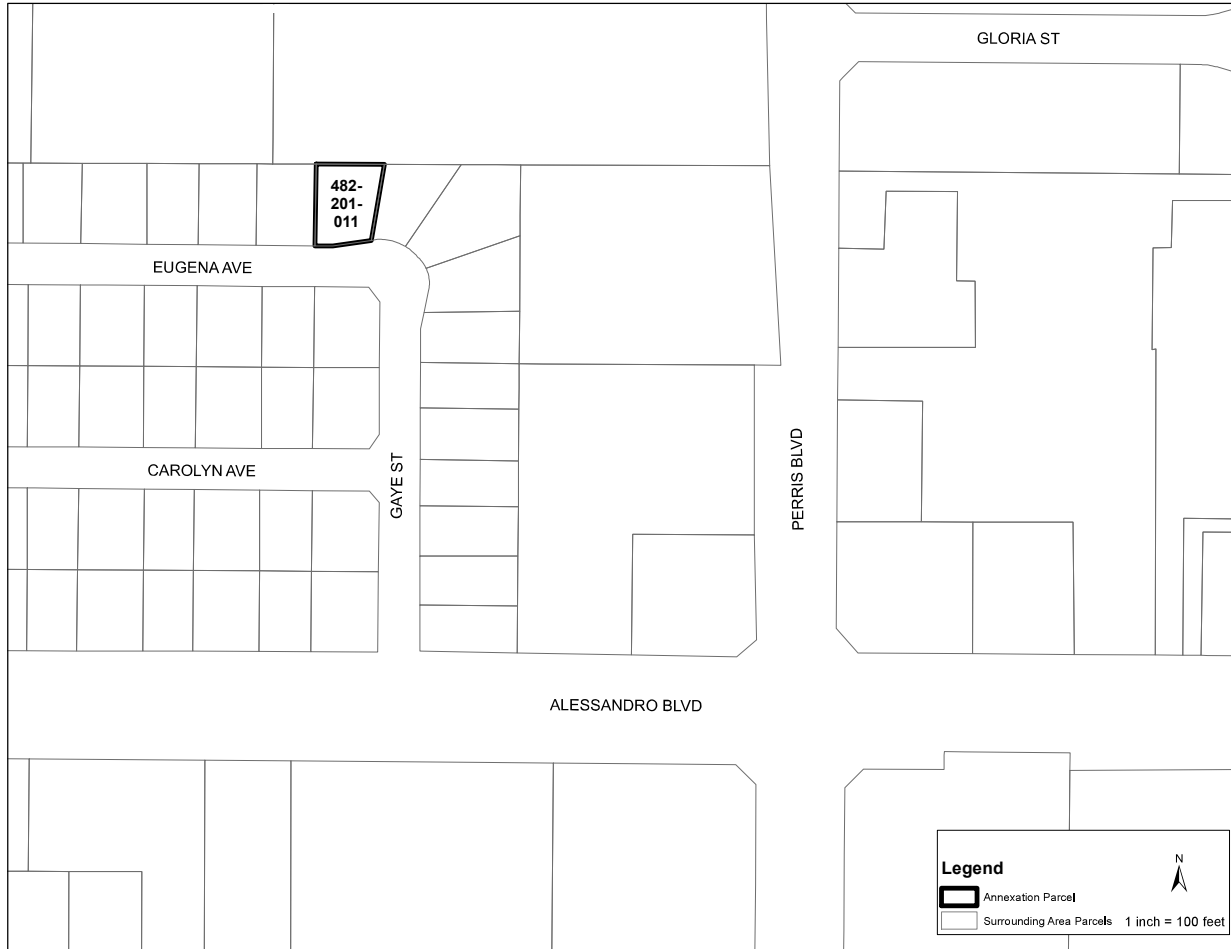 GLORIA ST
482-
201-
011
EUGENA AVE
CAROLYN AVE
GAYE ST
PERRIS BLVD
ALESSANDRO BLVD
Legend
N
Annexation Parcel
Surrounding Area Parcels
1 inch = 100 feet